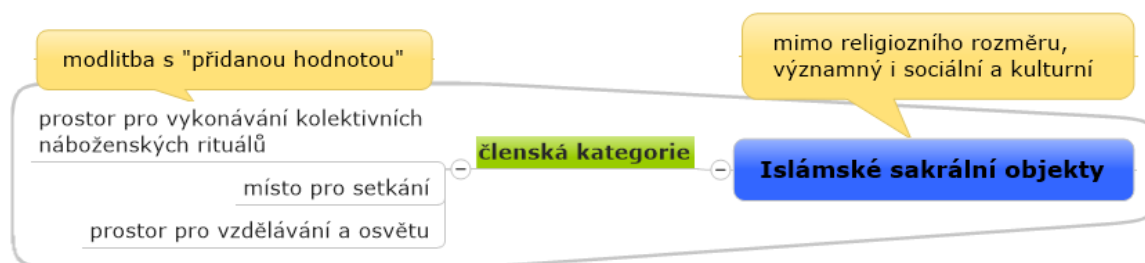 modlitba s "přidanou hodnotou"
prostor pro vykonávání kolektivních
náboženských rituálů
místo pro setkání
prostor pro vzdělávání a osvětu
členská kategorie
mimo religiozního rozměru,
významný i sociální a kulturní
Islámské sakrální objekty